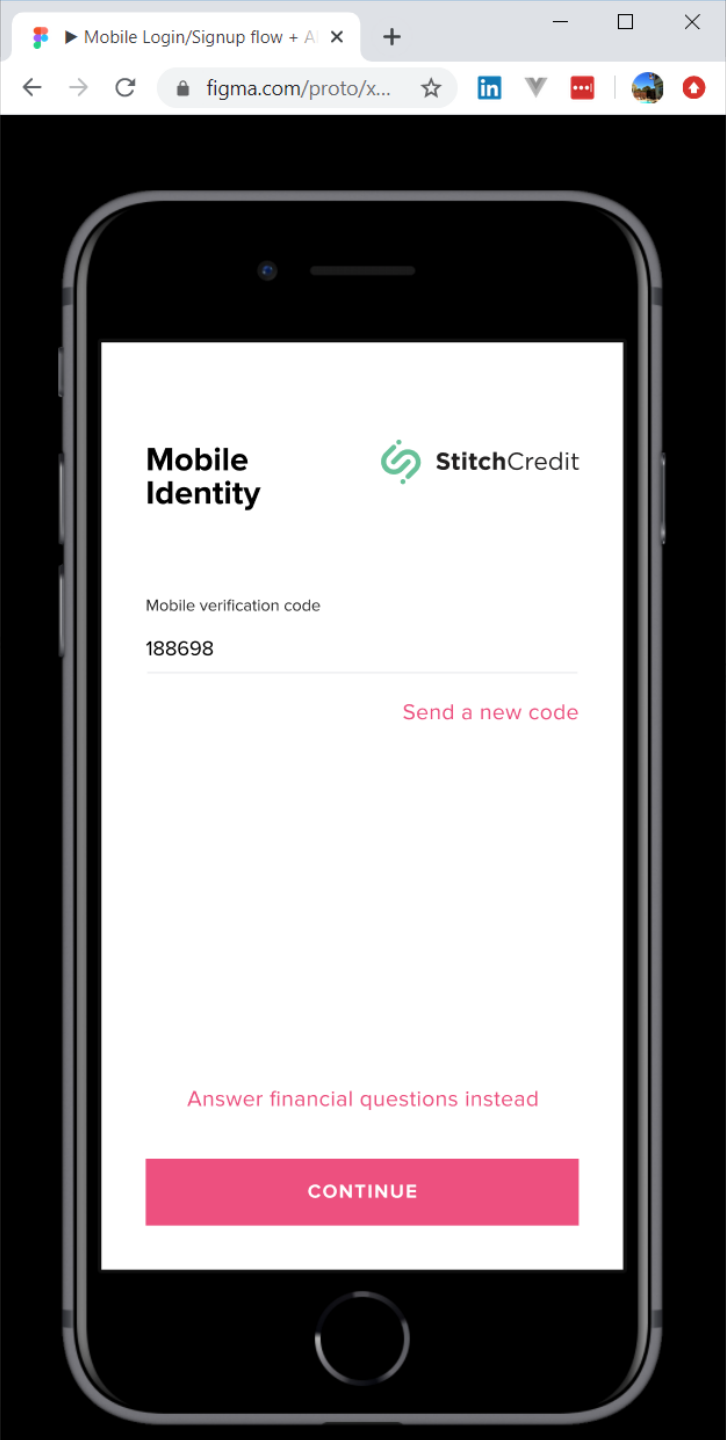 Mobile Login/Signup flow + A
figma.com/proto/x...
Mobile
Identity
StitchCredit
Mobile verification code
188698
Send a new code
Answer financial questions instead
CONTINUE